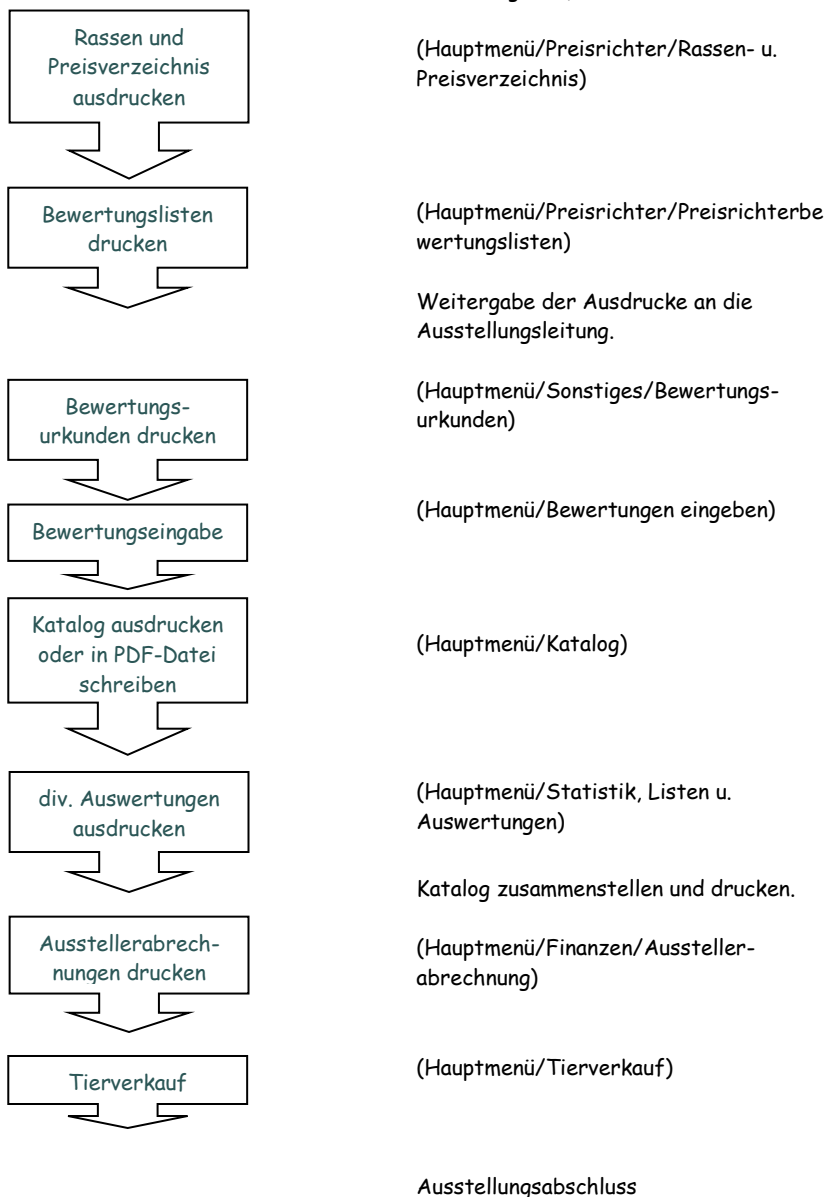 Rassen und
Preisverzeichnis
ausdrucken
(Hauptmenü/Preisrichter/Rassen- u.
Preisverzeichnis)
Bewertungslisten
drucken
(Hauptmenü/Preisrichter/Preisrichterbe
wertungslisten)
Weitergabe der Ausdrucke an die
Ausstellungsleitung.
Bewertungs-
urkunden drucken
(Hauptmenü/Sonstiges/Bewertungs-
urkunden)
Bewertungseingabe
(Hauptmenü/Bewertungen eingeben)
Katalog ausdrucken
oder in PDF-Datei
schreiben
(Hauptmenü/Katalog)
div. Auswertungen
ausdrucken
(Hauptmenü/Statistik, Listen u.
Auswertungen)
Katalog zusammenstellen und drucken.
Ausstellerabrech-
nungen drucken
(Hauptmenü/Finanzen/Aussteller-
abrechnung)
Tierverkauf
(Hauptmenü/Tierverkauf)
Ausstellungsabschluss